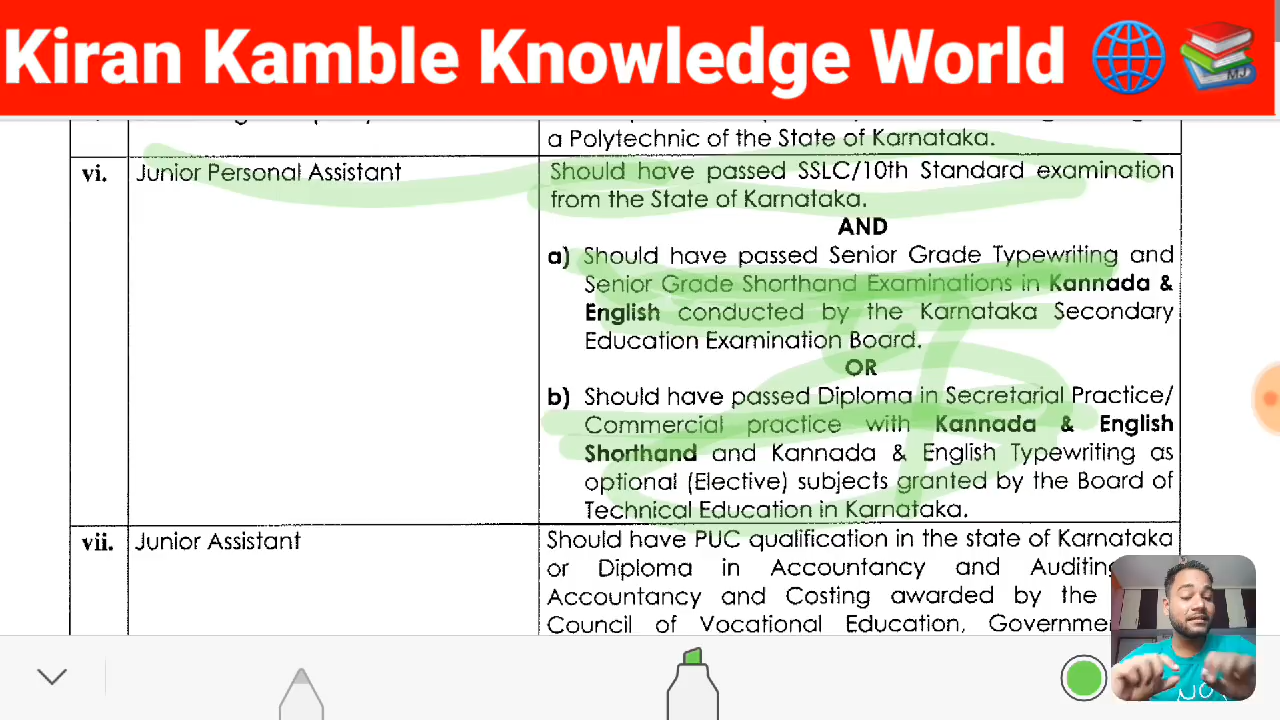 Kiran Kamble Knowledge World
MJ
a Polytechnic of the State of Karnataka.
vi. Junior Personal Assistant Should have passed SSLC/10th Standard examination
from the State of Karnataka.
AND
a) Should have passed Senior Grade Typewriting and
Senior Grade Shorthand Examinations in Kannada &
English conducted by the Karnataka Secondary
Education Examination Board.
OR
b) Should have passed Diploma in Secretarial Practice/
Commercial practice with Kannada & English
Shorthand and Kannada & English Typewriting as
optional (Elective) subjects granted by the Board of
Technical Education in Karnataka.
vii. Junior Assistant Should have PUC qualification in the state of Karnataka
or Diploma in Accountancy and
Accountancy and Costing awarded by the
Council of Vocational Education,